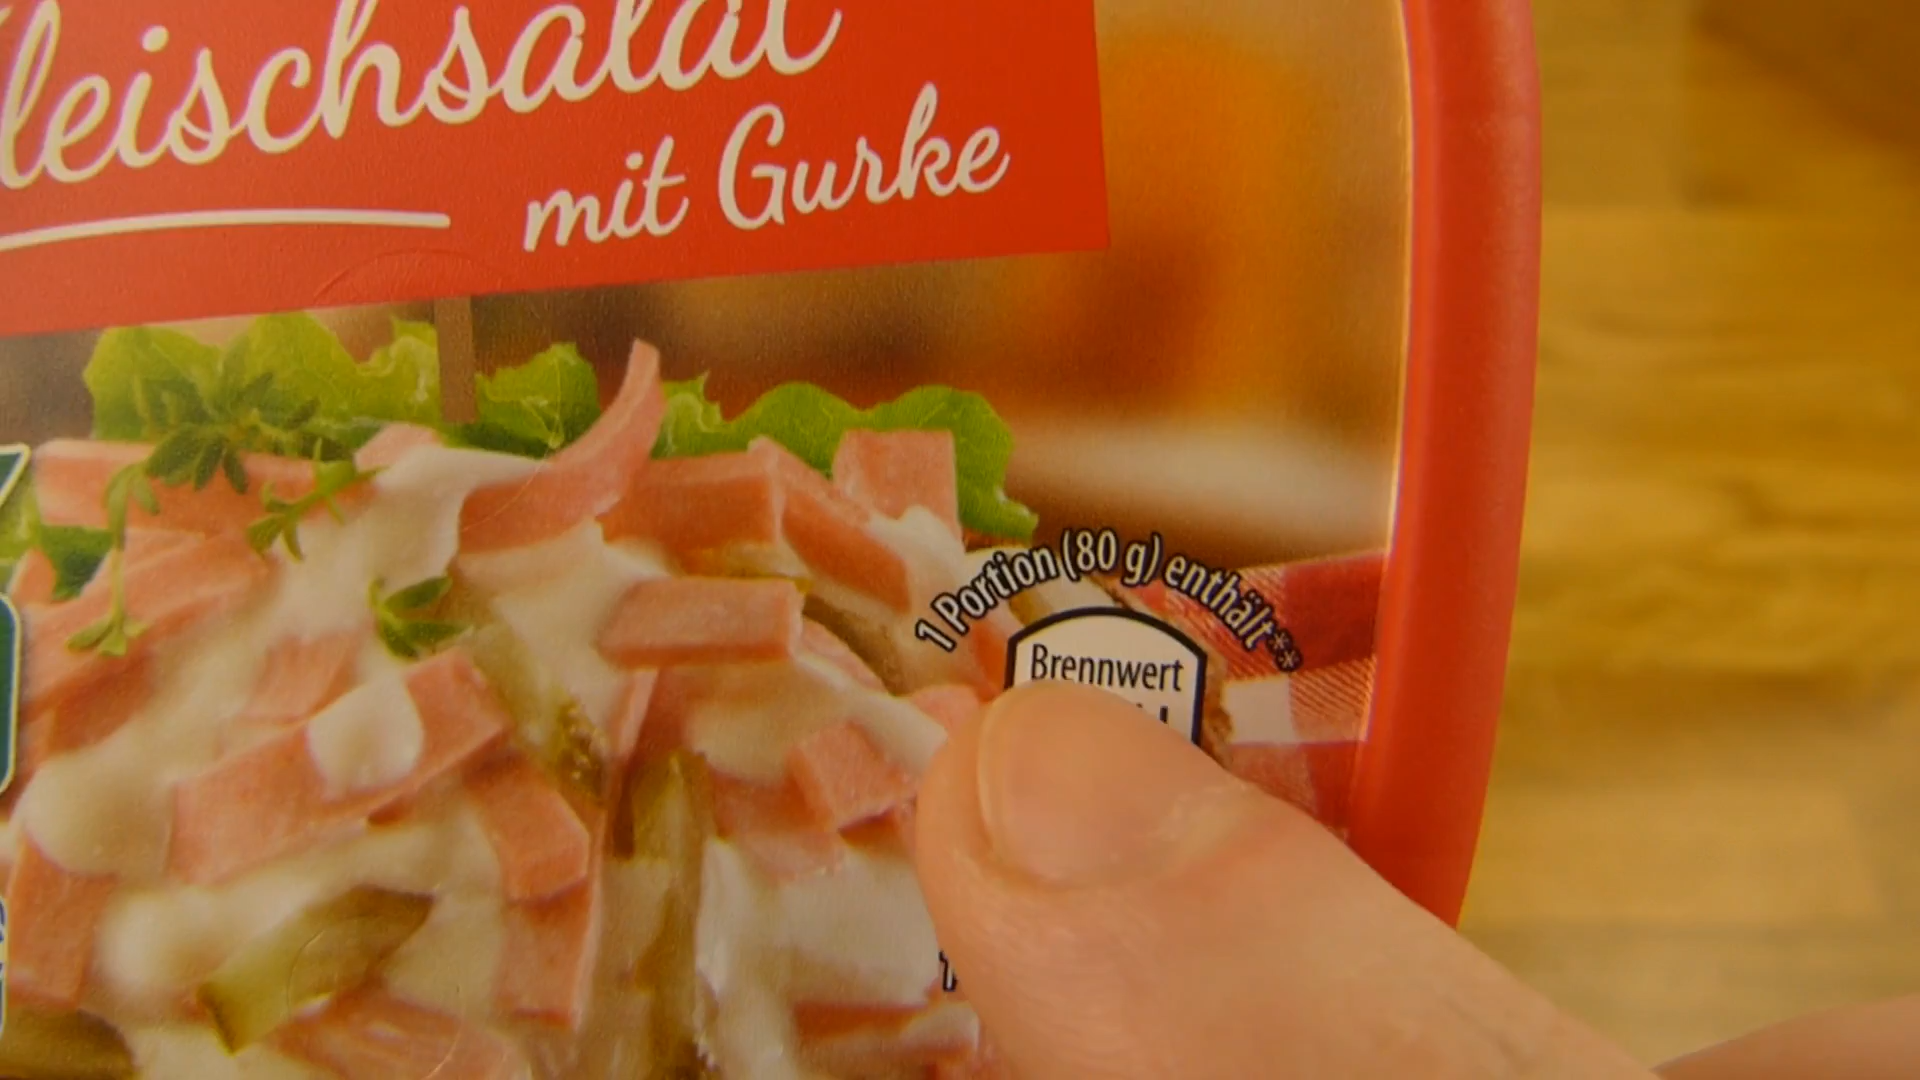 leischsalat
mit Gurke
1 Portion (80 g) enthält**
Brennwert